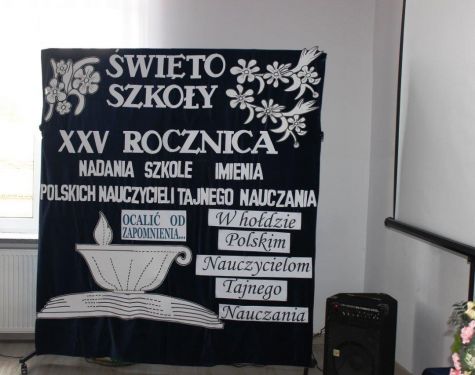 ŚWIĘTO
SZKOŁY
XXV ROCZNICA
NADANIA SZKOLE IMIENIA
POLSKICH NAUCZYCIELI TAJNEGO NAUCZANIA
OCALIĆ OD
ZAPOMNIENIA...
W hołdzie
Polskim
Nauczycielom
Tajnego
Nauczania